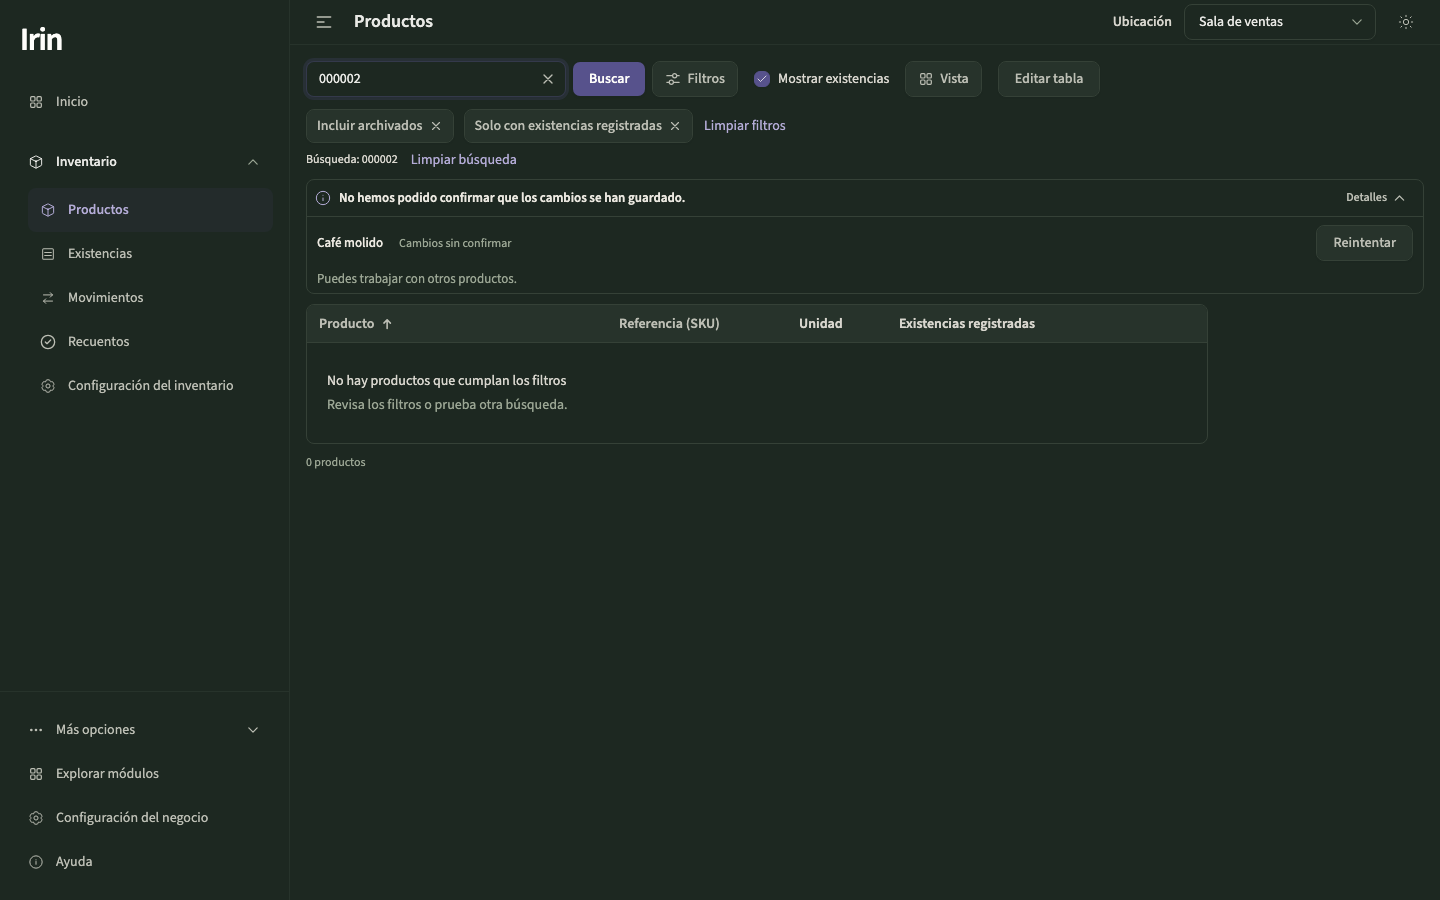 Irin
Productos
Ubicación
Sala de ventas
Inicio
Inventario
Productos
Existencias
Movimientos
Recuentos
Configuración del inventario
Más opciones
Explorar módulos
Configuración del negocio
Ayuda
000002
Buscar
Filtros
Mostrar existencias
Vista
Editar tabla
Incluir archivados
Solo con existencias registradas
Limpiar filtros
Búsqueda: 000002 Limpiar búsqueda
No hemos podido confirmar que los cambios se han guardado.
Detalles
Café molido Cambios sin confirmar
Reintentar
Puedes trabajar con otros productos.
Producto Referencia (SKU) Unidad Existencias registradas
No hay productos que cumplan los filtros
Revisa los filtros o prueba otra búsqueda.
0 productos